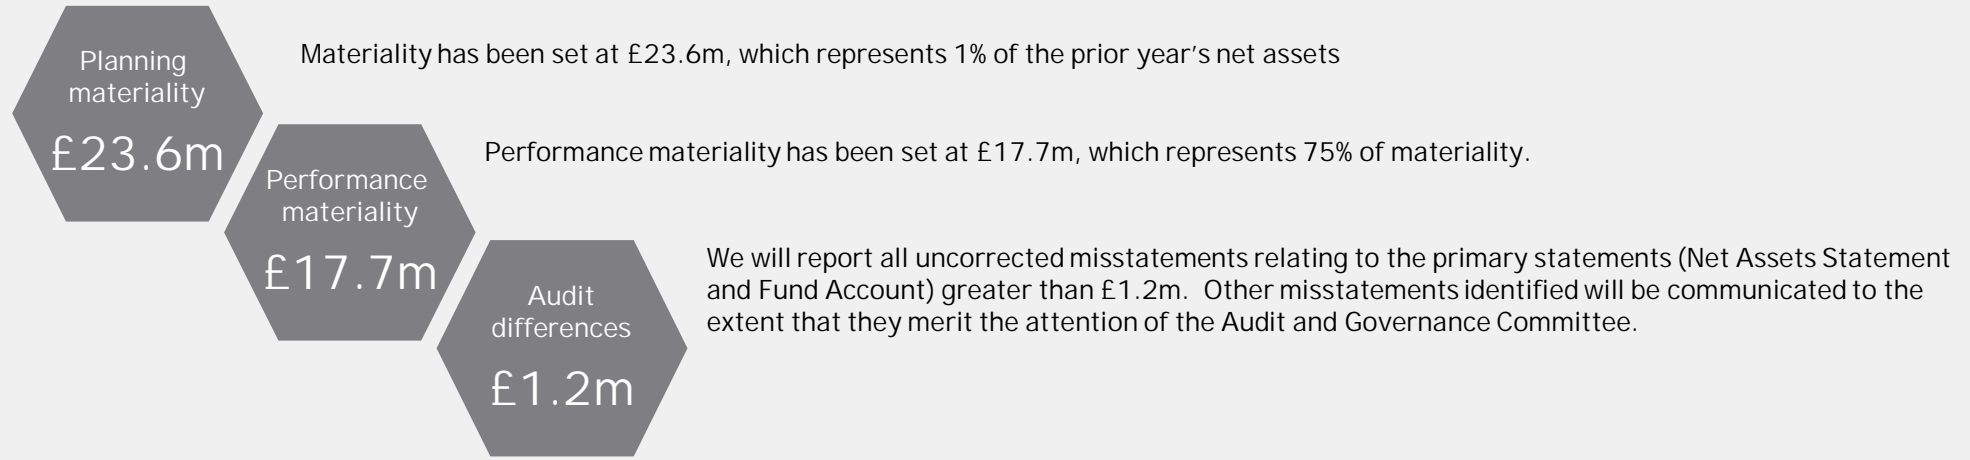 Planning
materiality
£23.6m
Materiality has been set at £23.6m, which represents 1% of the prior year's net assets
Performance
materiality
£17.7m
Performance materiality has been set at £17.7m, which represents 75% of materiality.
Audit
differences
£1.2m
We will report all uncorrected misstatements relating to the primary statements (Net Assets Statement
and Fund Account) greater than £1.2m.  Other misstatements identified will be communicated to the
extent that they merit the attention of the Audit and Governance Committee.